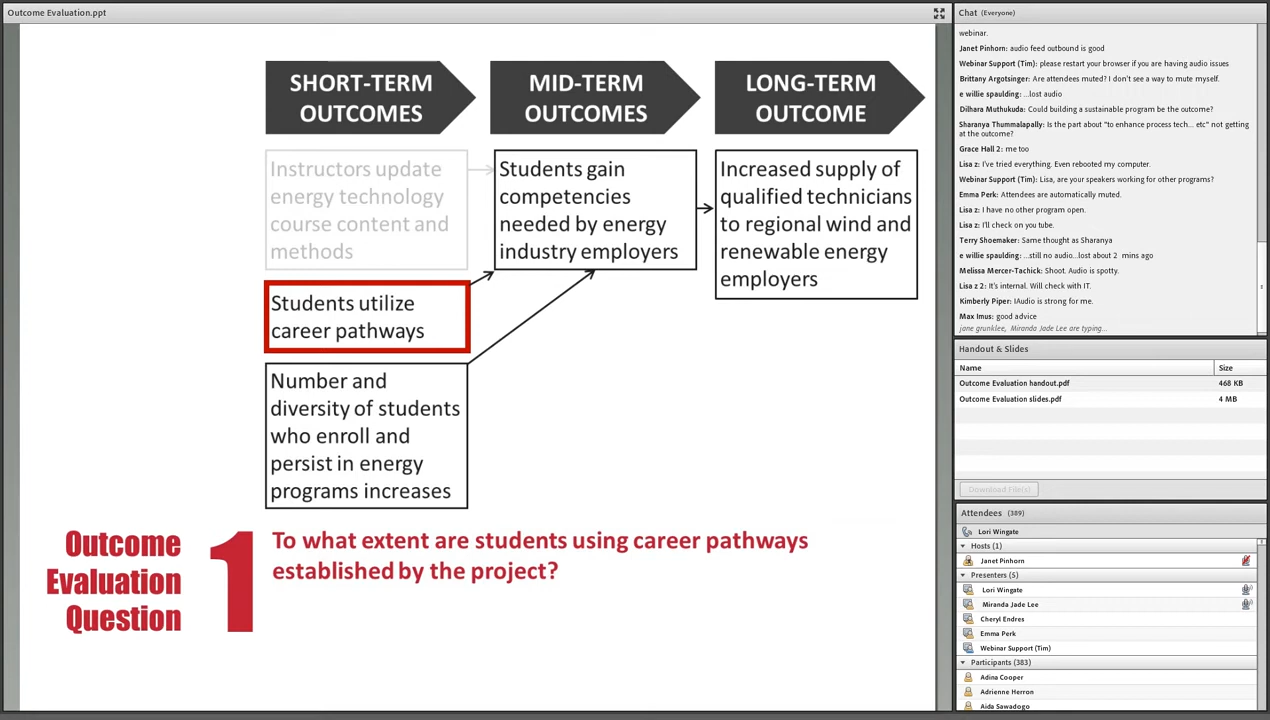 Outcome Evaluation.ppt
SHORT-TERM
OUTCOMES
MID-TERM
OUTCOMES
LONG-TERM
OUTCOME
Instructors update
energy technology
course content and
methods
Students gain
competencies
needed by energy
industry employers
Increased supply of
qualified technicians
to regional wind and
renewable energy
employers
Students utilize
career pathways
Number and
diversity of students
who enroll and
persist in energy
programs increases
Outcome
Evaluation
Question
1
To what extent are students using career pathways
established by the project?
Chat (Everyone)
webinar.
Janet Pinhorn: audio feed outbound is good
Webinar Support (Tim): please restart your browser if you are having audio issues
Brittany Argotsinger: Are attendees muted? I don't see a way to mute myself.
e willie spaulding: ...lost audio
Dilhara Muthukuda: Could building a sustainable program be the outcome?
Sharanya Thummalapally: Is the part about "to enhance process tech... etc" not getting
at the outcome?
Grace Hall 2: me too
Lisa z: I've tried everything. Even rebooted my computer.
Webinar Support (Tim): Lisa, are your speakers working for other programs?
Emma Perk: Attendees are automatically muted.
Lisa z: I have no other program open.
Lisa z: I'll check on you tube.
Terry Shoemaker: Same thought as Sharanya
e willie spaulding: ...still no audio...lost about 2 mins ago
Melissa Mercer-Tachick: Shoot. Audio is spotty.
Lisa z 2: It's internal. Will check with IT.
Kimberly Piper: IAudio is strong for me.
Max Imus: good advice
jane grunklee, Miranda Jade Lee are typing...
Handout & Slides
Name Size
Outcome Evaluation handout.pdf 468 KB
Outcome Evaluation slides.pdf 4 MB
Download File(s)
Attendees (389)
Lori Wingate
Hosts (1)
Janet Pinhorn
Presenters (5)
Lori Wingate
Miranda Jade Lee
Cheryl Endres
Emma Perk
Webinar Support (Tim)
Participants (383)
Adina Cooper
Adrienne Herron
Aida Sawadogo